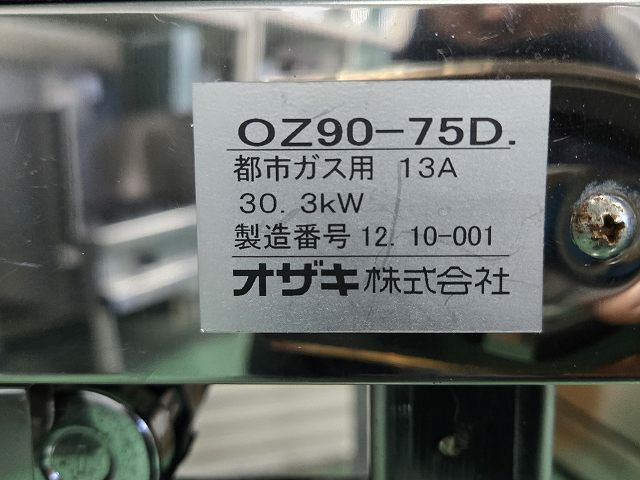 OZ90-75D.
都市ガス用 13A
30.3kW
製造番号 12.10-001
オザキ株式会社